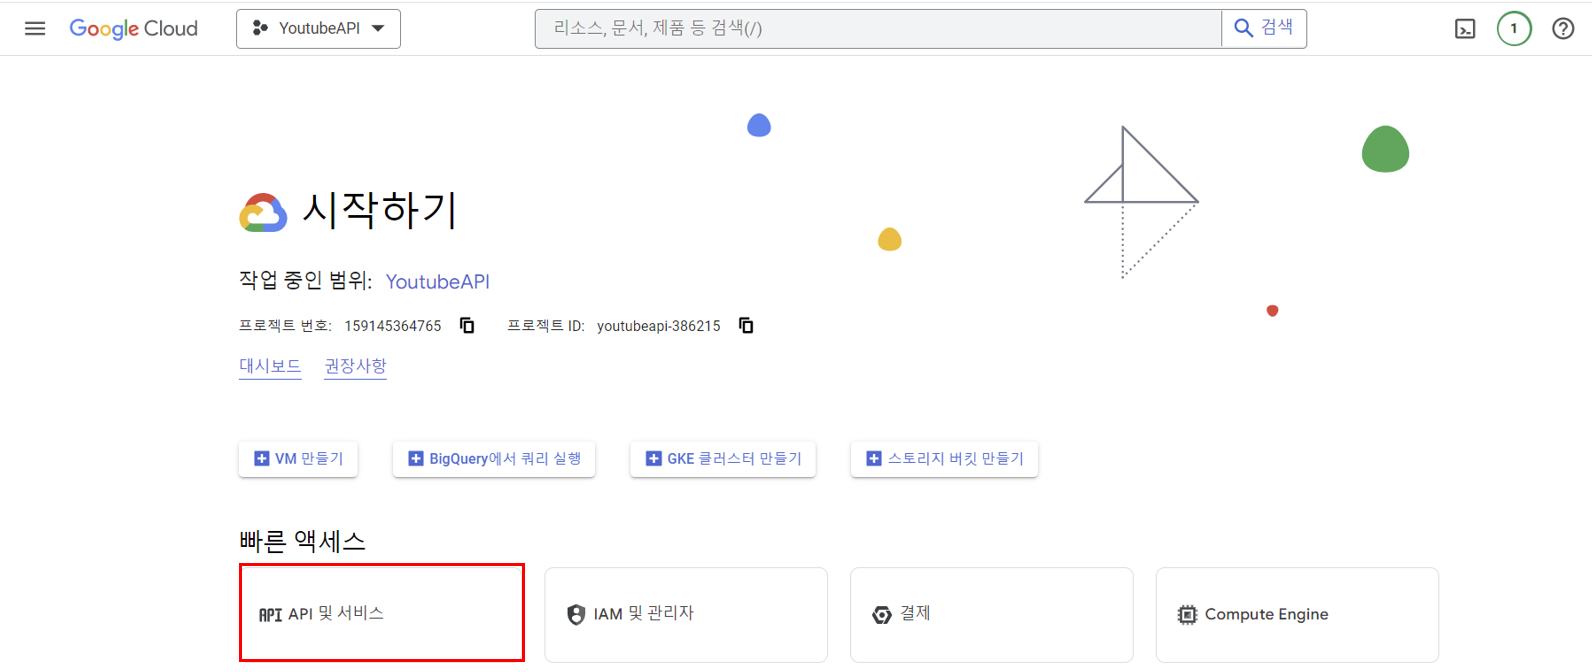 Google Cloud YoutubeAPI 리소스, 문서, 제품 등 검색(/) 검색 1
시작하기
작업 중인 범위: YoutubeAPI
프로젝트 번호: 159145364765 프로젝트 ID: youtubeapi-386215
대시보드 권장사항
VM 만들기 BigQuery에서 쿼리 실행 GKE 클러스터 만들기 스토리지 버킷 만들기
빠른 액세스
API API 및 서비스 IAM 및 관리자 결제 Compute Engine